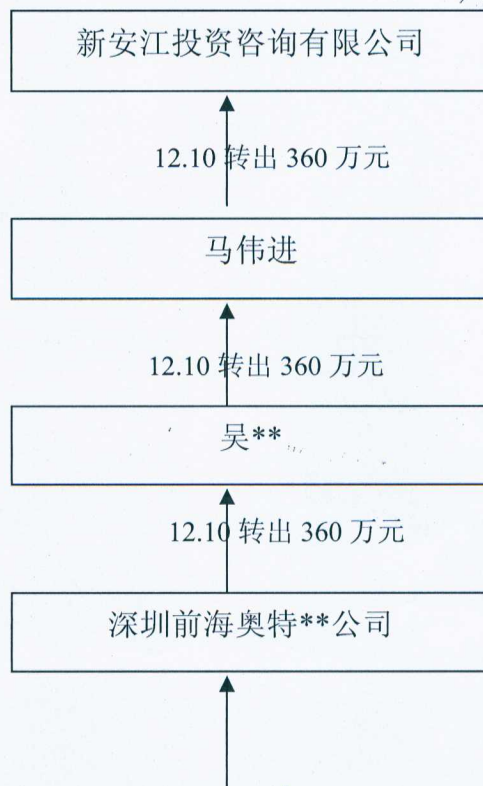 新安江投资咨询有限公司
12.10 转出 360 万元
马伟进
12.10 转出 360 万元
吴**
12.10 转出 360 万元
深圳前海奥特**公司